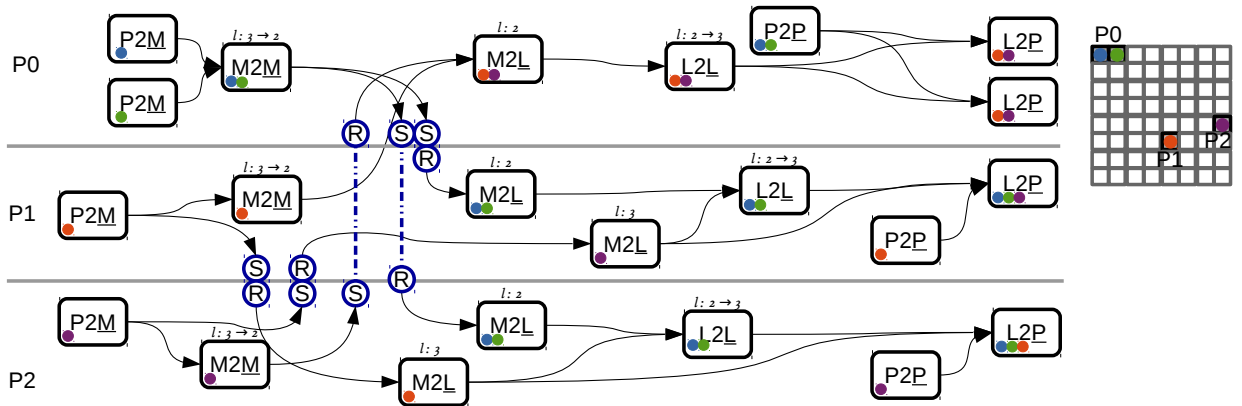 P0
P2M
P2M
l: 3 → 2
M2M
l: 2
M2L
l: 2 → 3
L2L
P2P
L2P
L2P
R
S
S
P1
P2M
l: 3 → 2
M2M
R
l: 2
M2L
l: 3
M2L
l: 2 → 3
L2L
P2P
L2P
S
R
P2
R
S
S
R
P2M
l: 3 → 2
M2M
l: 2
M2L
l: 3
M2L
l: 2 → 3
L2L
P2P
L2P
P0
P1
P2